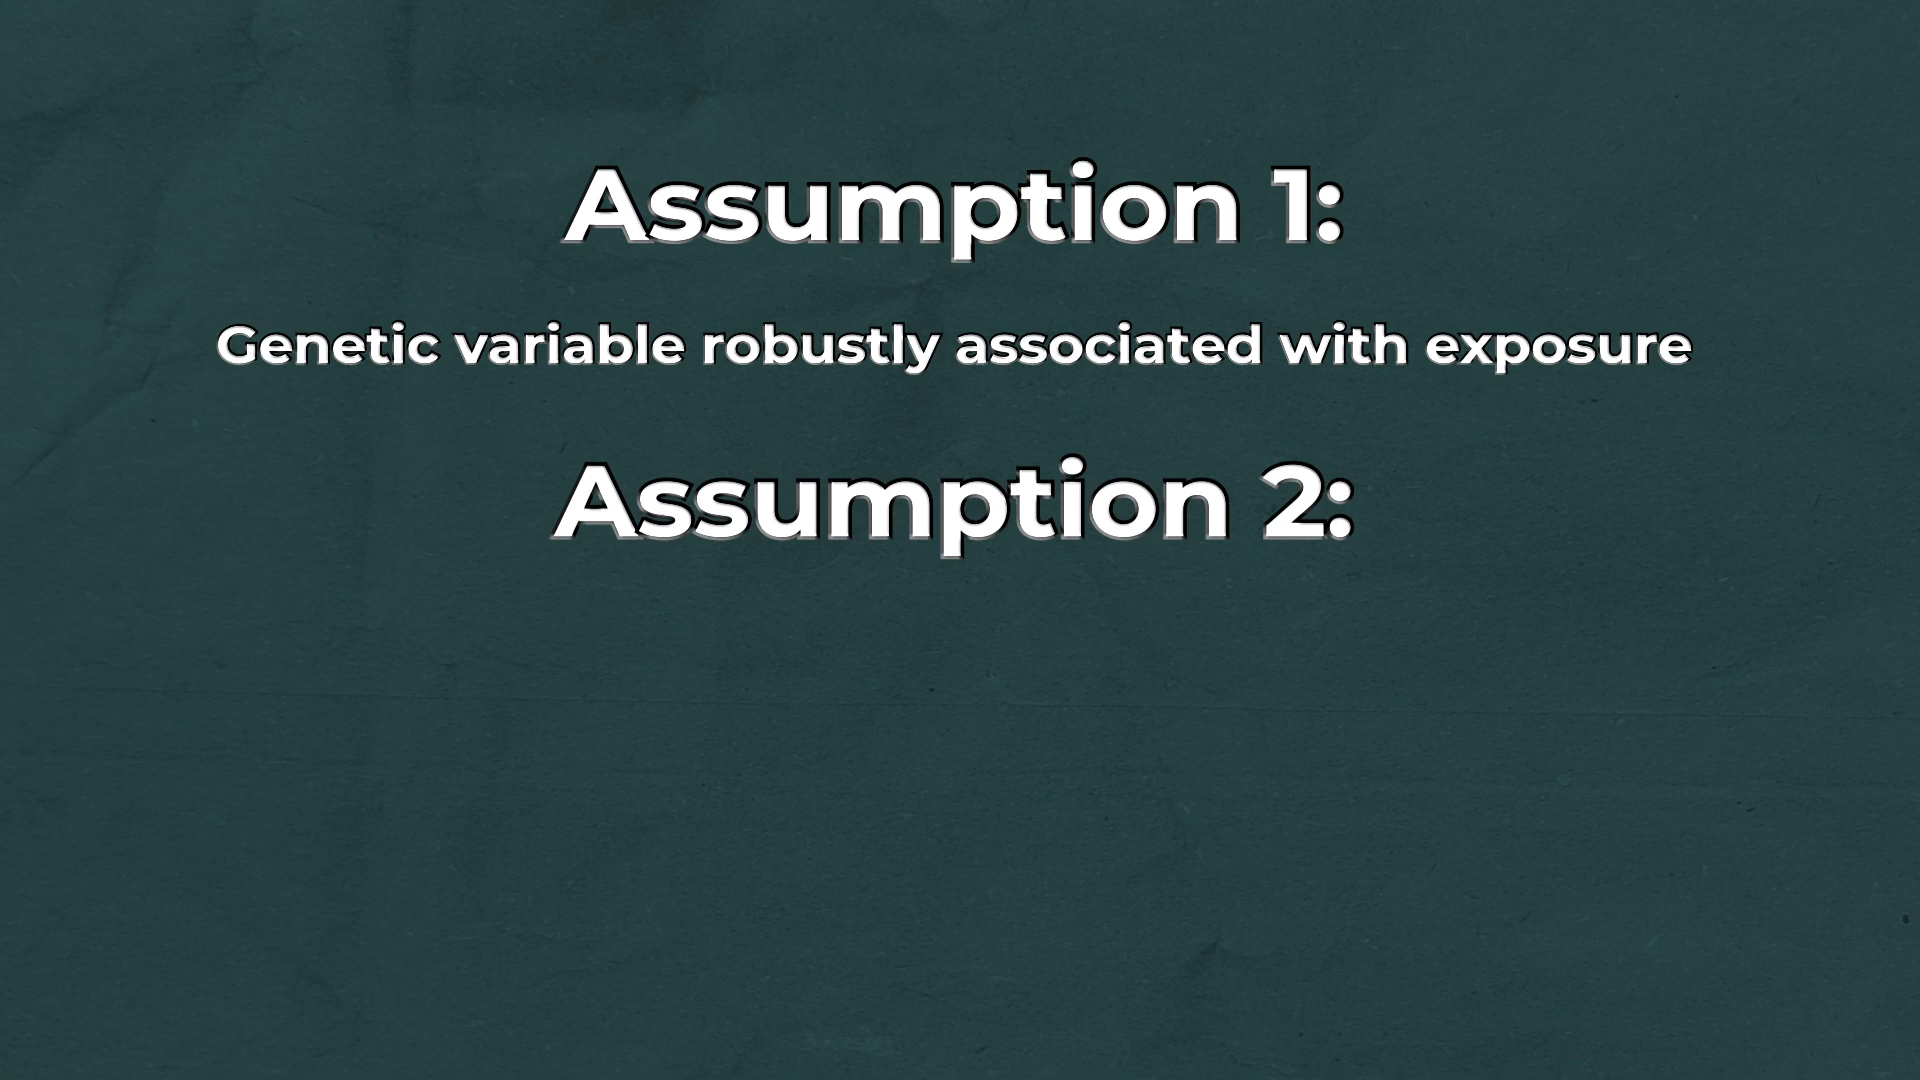 Assumption 1:
Genetic variable robustly associated with exposure
Assumption 2: